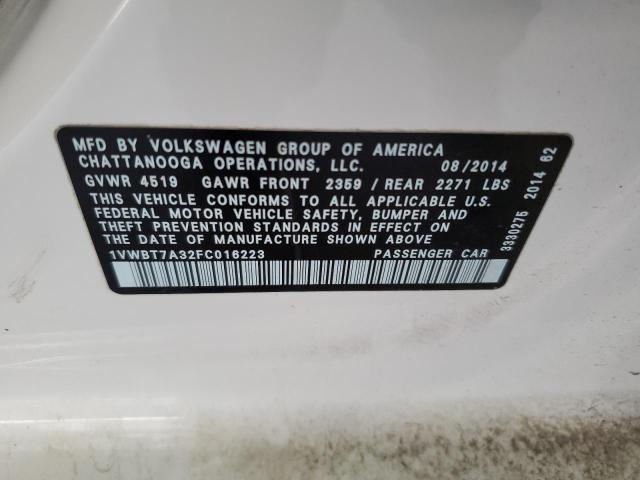 MFD BY VOLKSWAGEN GROUP OF AMERICA
CHATTANOOGA OPERATIONS, LLC. 08/2014
GVWR 4519 GAWR FRONT 2359 / REAR 2271 LBS
THIS VEHICLE CONFORMS TO ALL APPLICABLE U.S.
FEDERAL MOTOR VEHICLE SAFETY, BUMPER AND
THEFT PREVENTION STANDARDS IN EFFECT ON
THE DATE OF MANUFACTURE SHOWN ABOVE
1VWBT7A32FC016223 PASSENGER CAR
3330275 2014 62